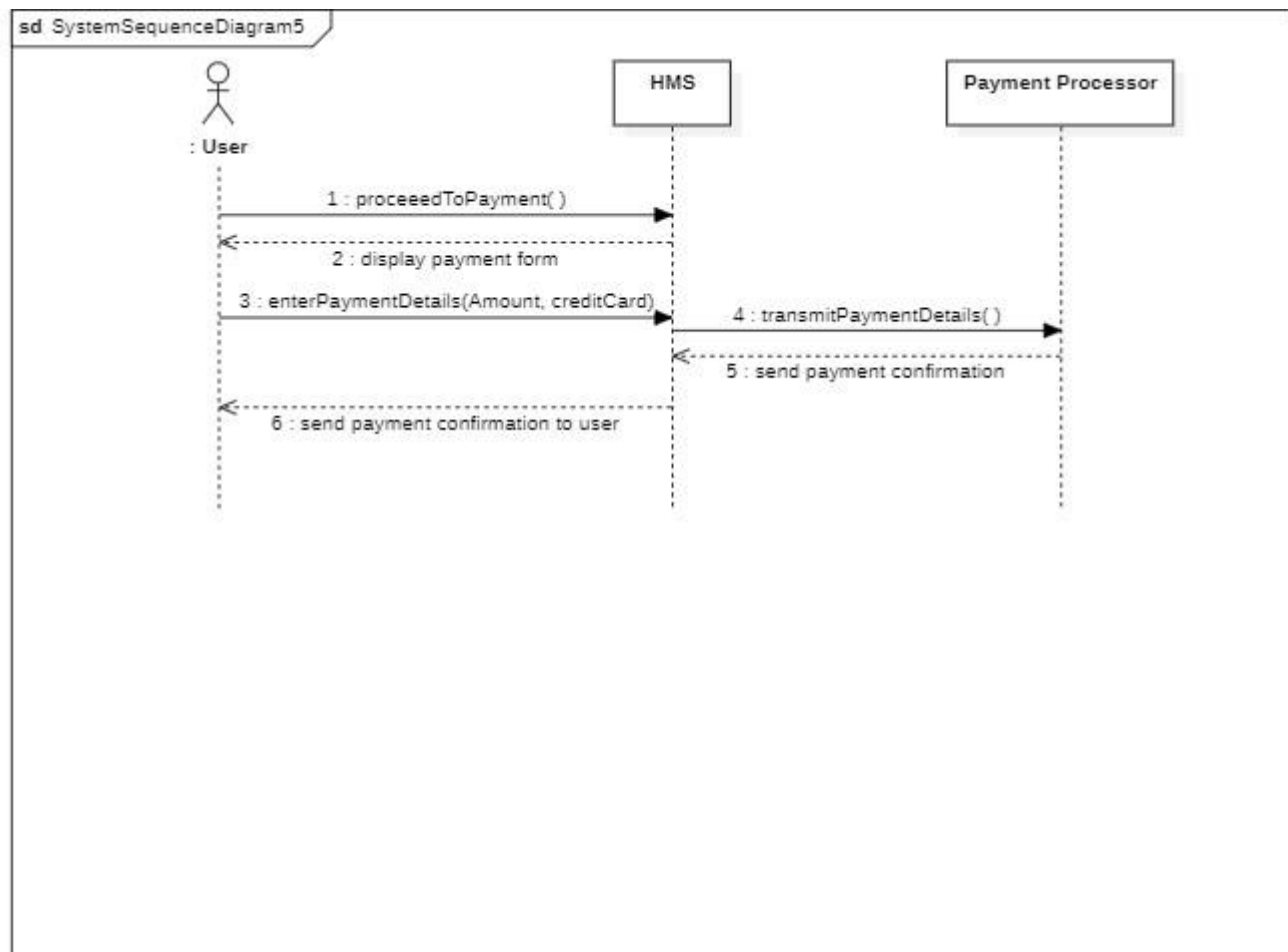 sd SystemSequenceDiagram5
HMS
Payment Processor
: User
1 : proceeedToPayment( )
2 : display payment form
3 : enterPaymentDetails(Amount, creditCard)
4 : transmitPaymentDetails( )
5 : send payment confirmation
6 : send payment confirmation to user